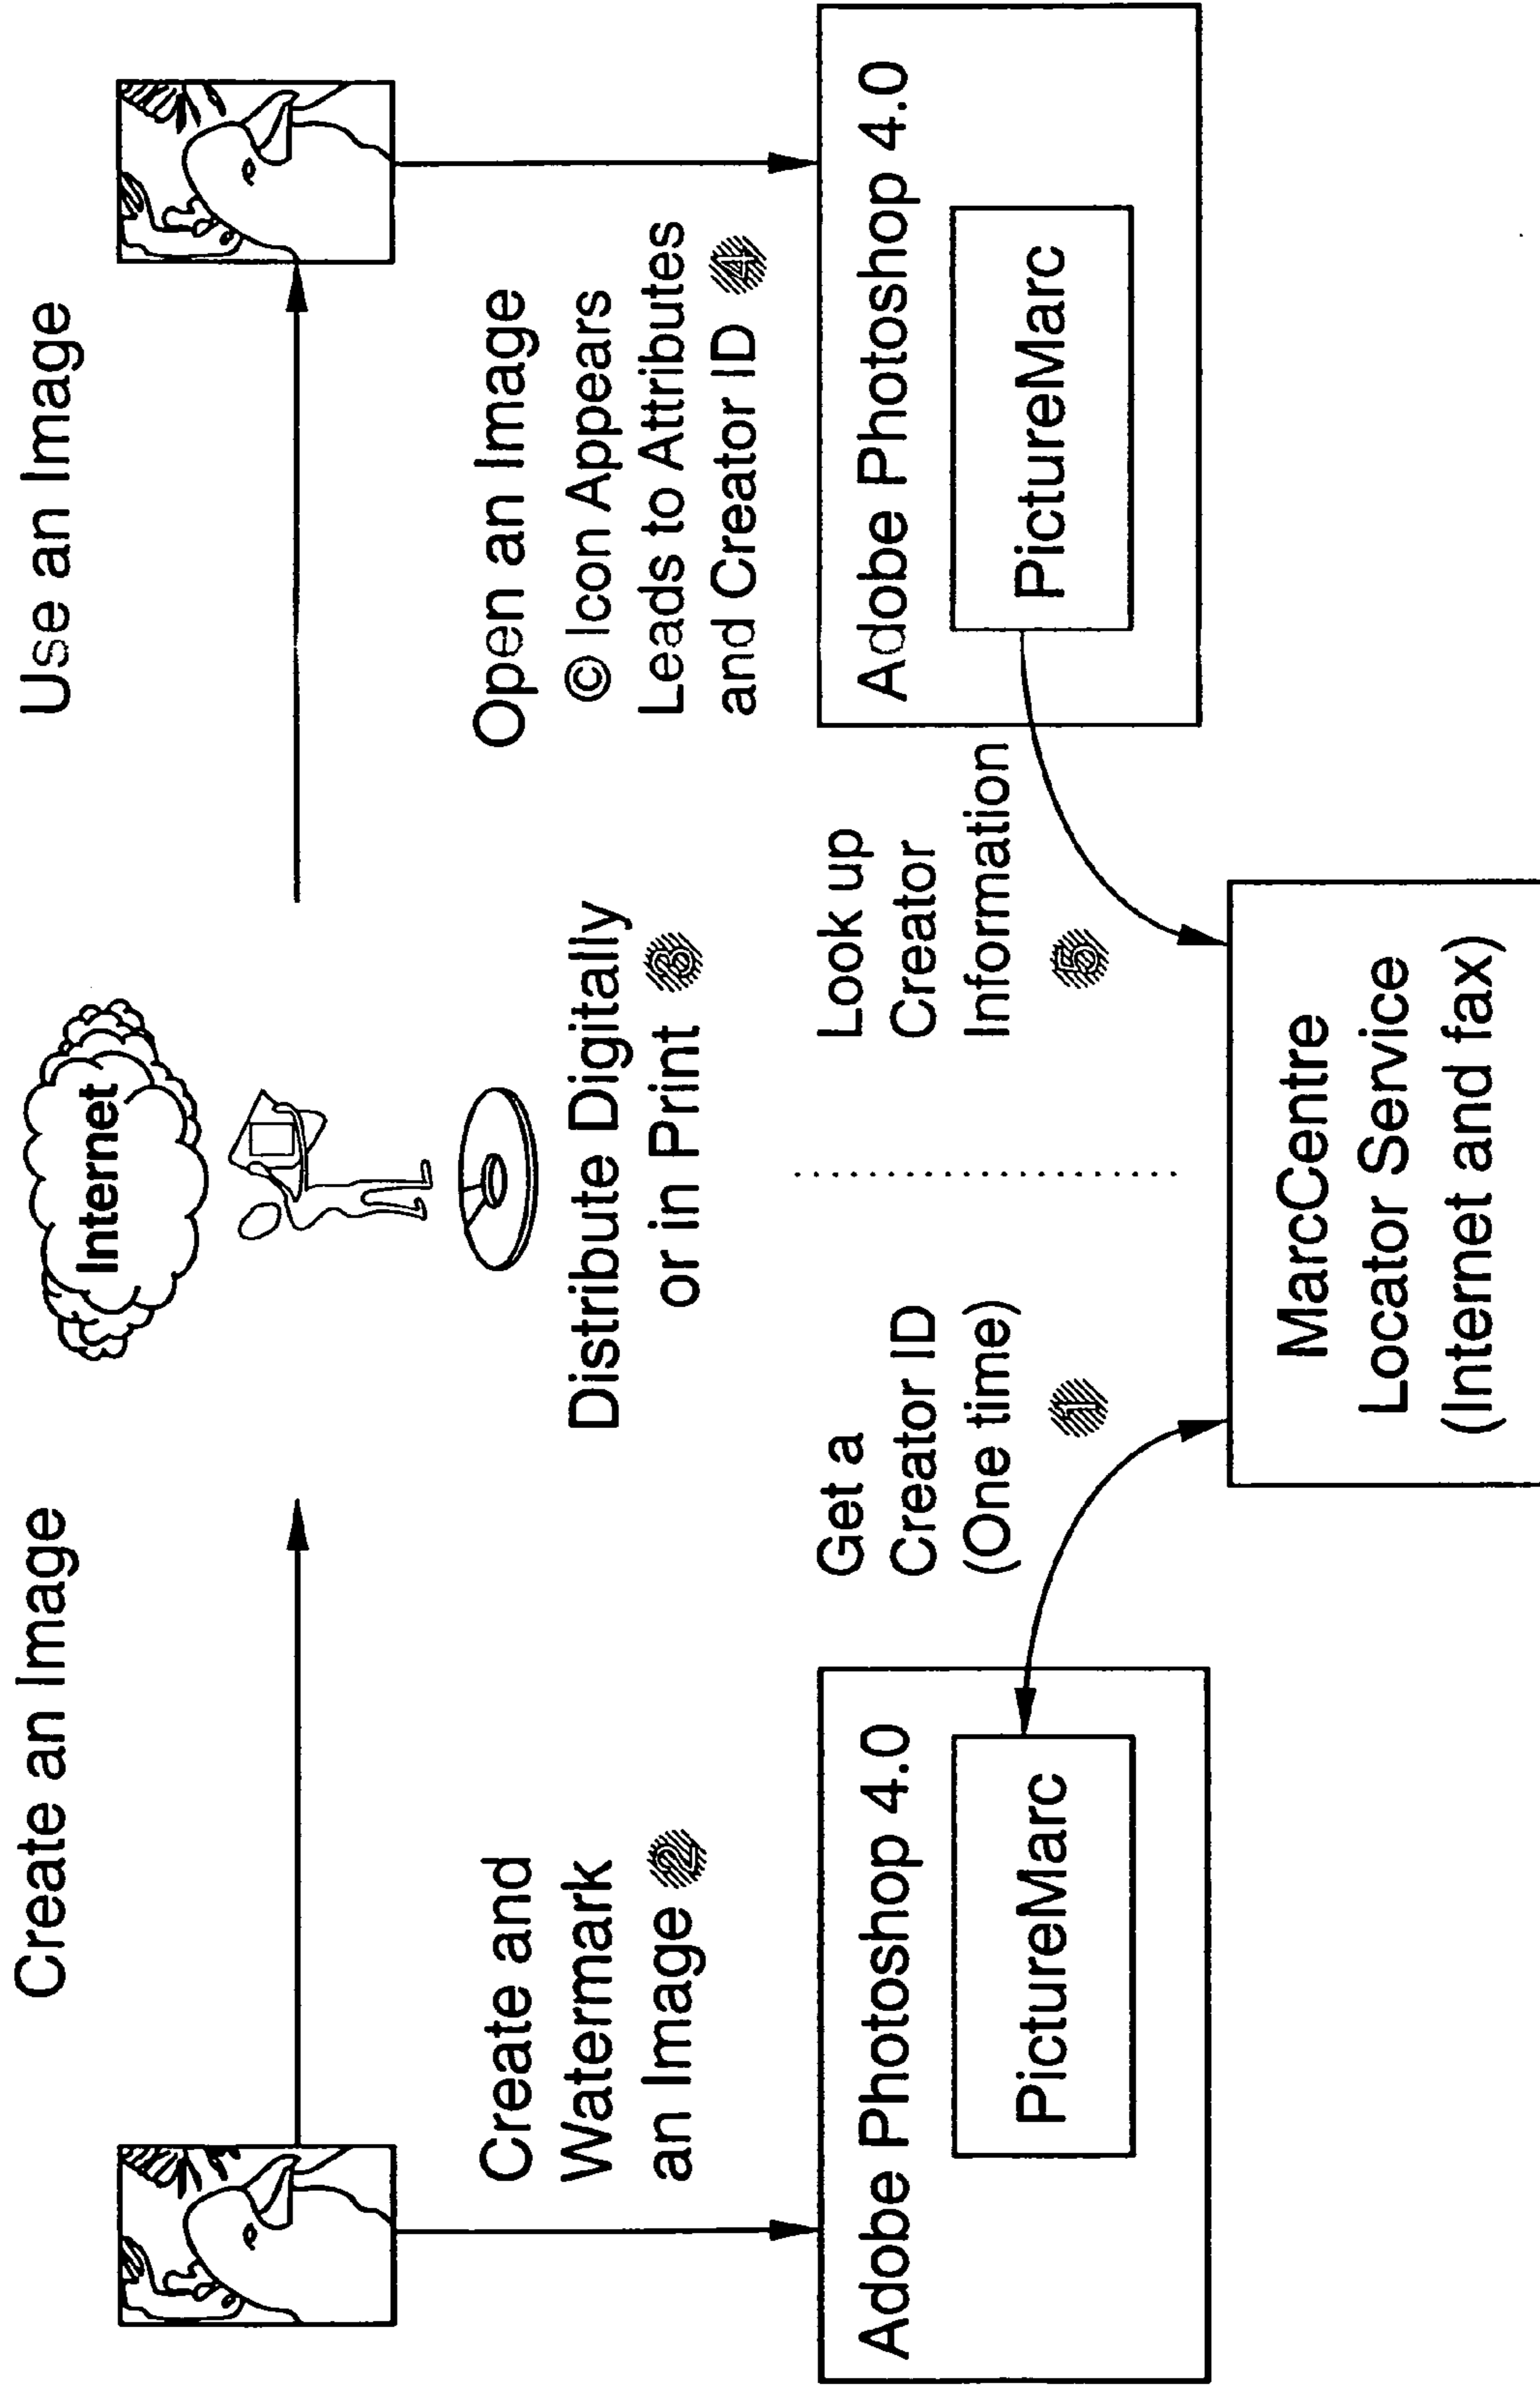 Create an Image
Use an Image
Internet
Create and
Watermark
an Image 2
Distribute Digitally
or in Print 3
Open an Image
© Icon Appears
Leads to Attributes
and Creator ID 4
Adobe Photoshop 4.0
PictureMarc
Get a
Creator ID
(One time)
1
Look up
Creator
Information
5
Adobe Photoshop 4.0
PictureMarc
MarcCentre
Locator Service
(Internet and fax)